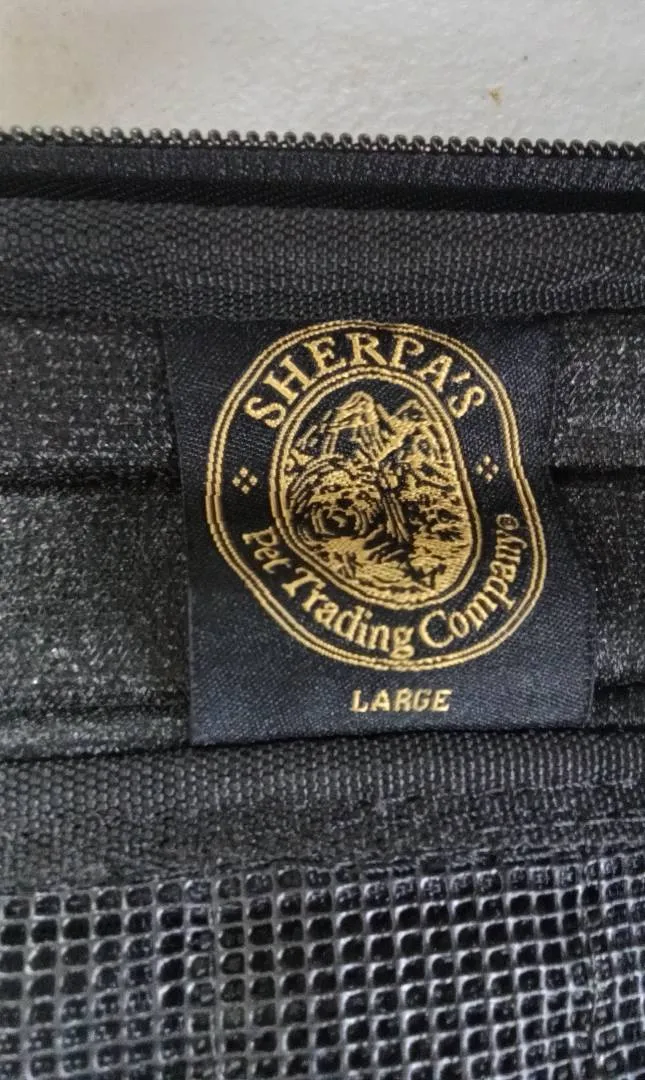 SHERPA'S
Pet Trading Company®
LARGE